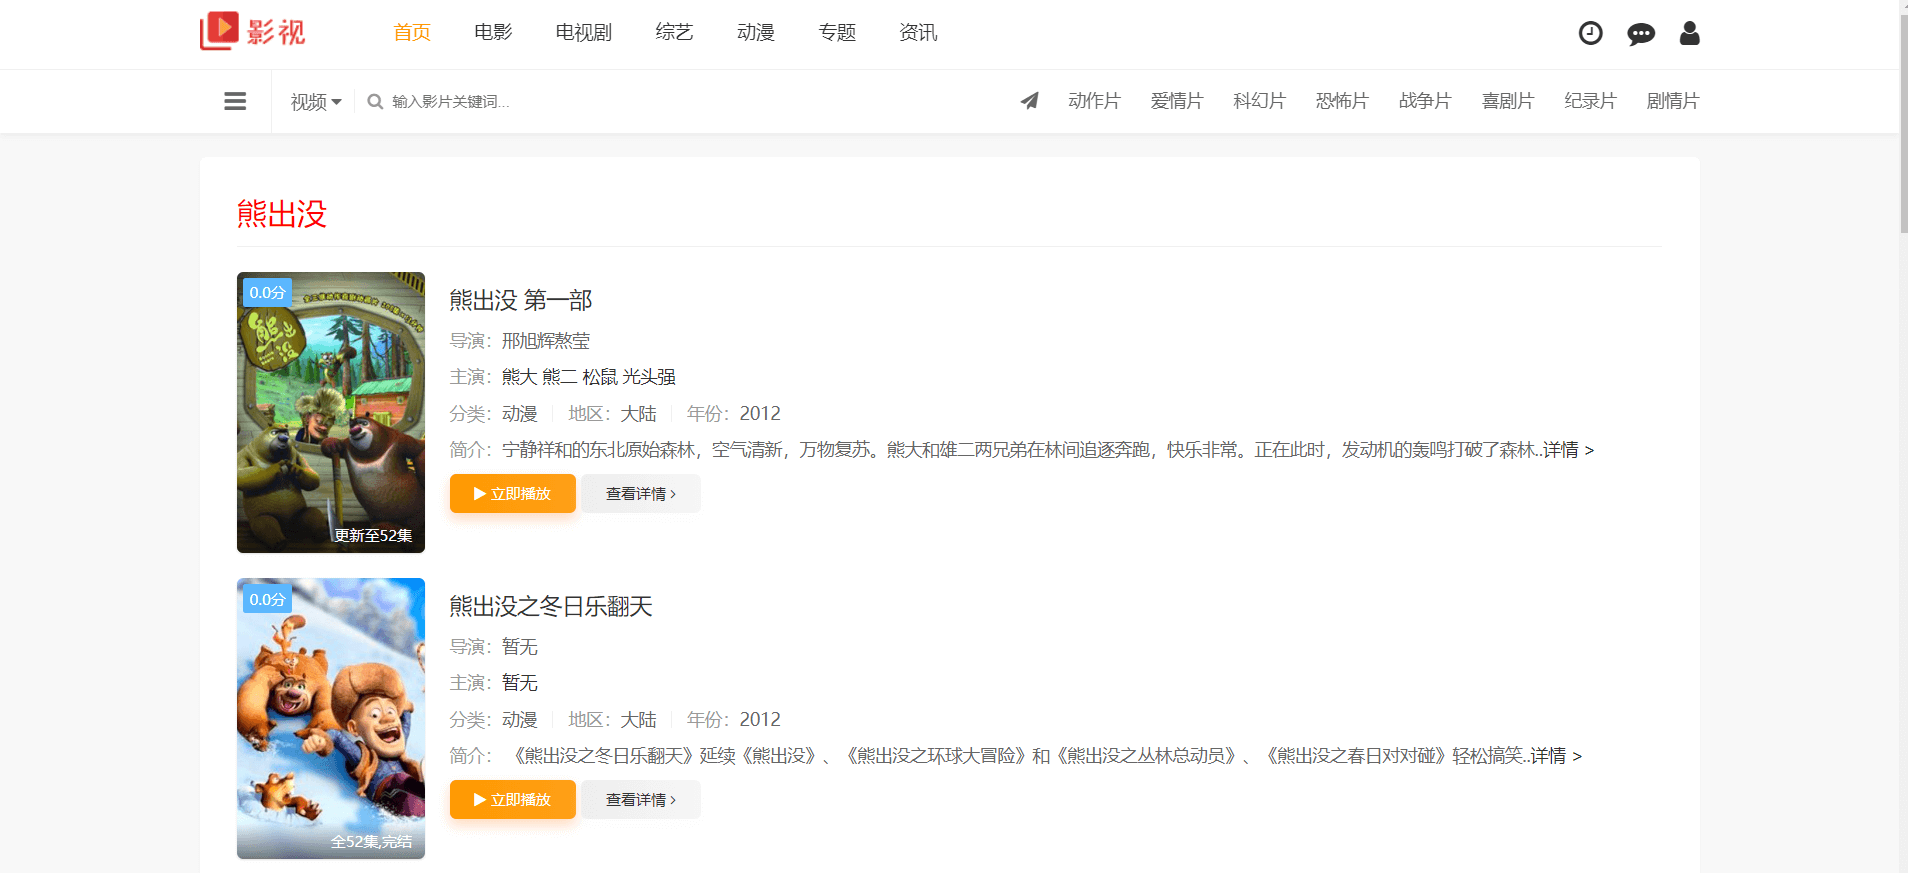 影视
首页 电影 电视剧 综艺 动漫 专题 资讯
视频 输入影片关键词... 动作片 爱情片 科幻片 恐怖片 战争片 喜剧片 纪录片 剧情片
熊出没
0.0分
更新至52集
熊出没 第一部
导演：邢旭辉熬莹
主演：熊大 熊二 松鼠 光头强
分类：动漫 地区：大陆 年份：2012
简介：宁静祥和的东北原始森林，空气清新，万物复苏。熊大和雄二两兄弟在林间追逐奔跑，快乐非常。正在此时，发动机的轰鸣打破了森林..详情 >
立即播放 查看详情
0.0分
全52集,完结
熊出没之冬日乐翻天
导演：暂无
主演：暂无
分类：动漫 地区：大陆 年份：2012
简介：《熊出没之冬日乐翻天》延续《熊出没》、《熊出没之环球大冒险》和《熊出没之丛林总动员》、《熊出没之春日对对碰》轻松搞笑..详情 >
立即播放 查看详情